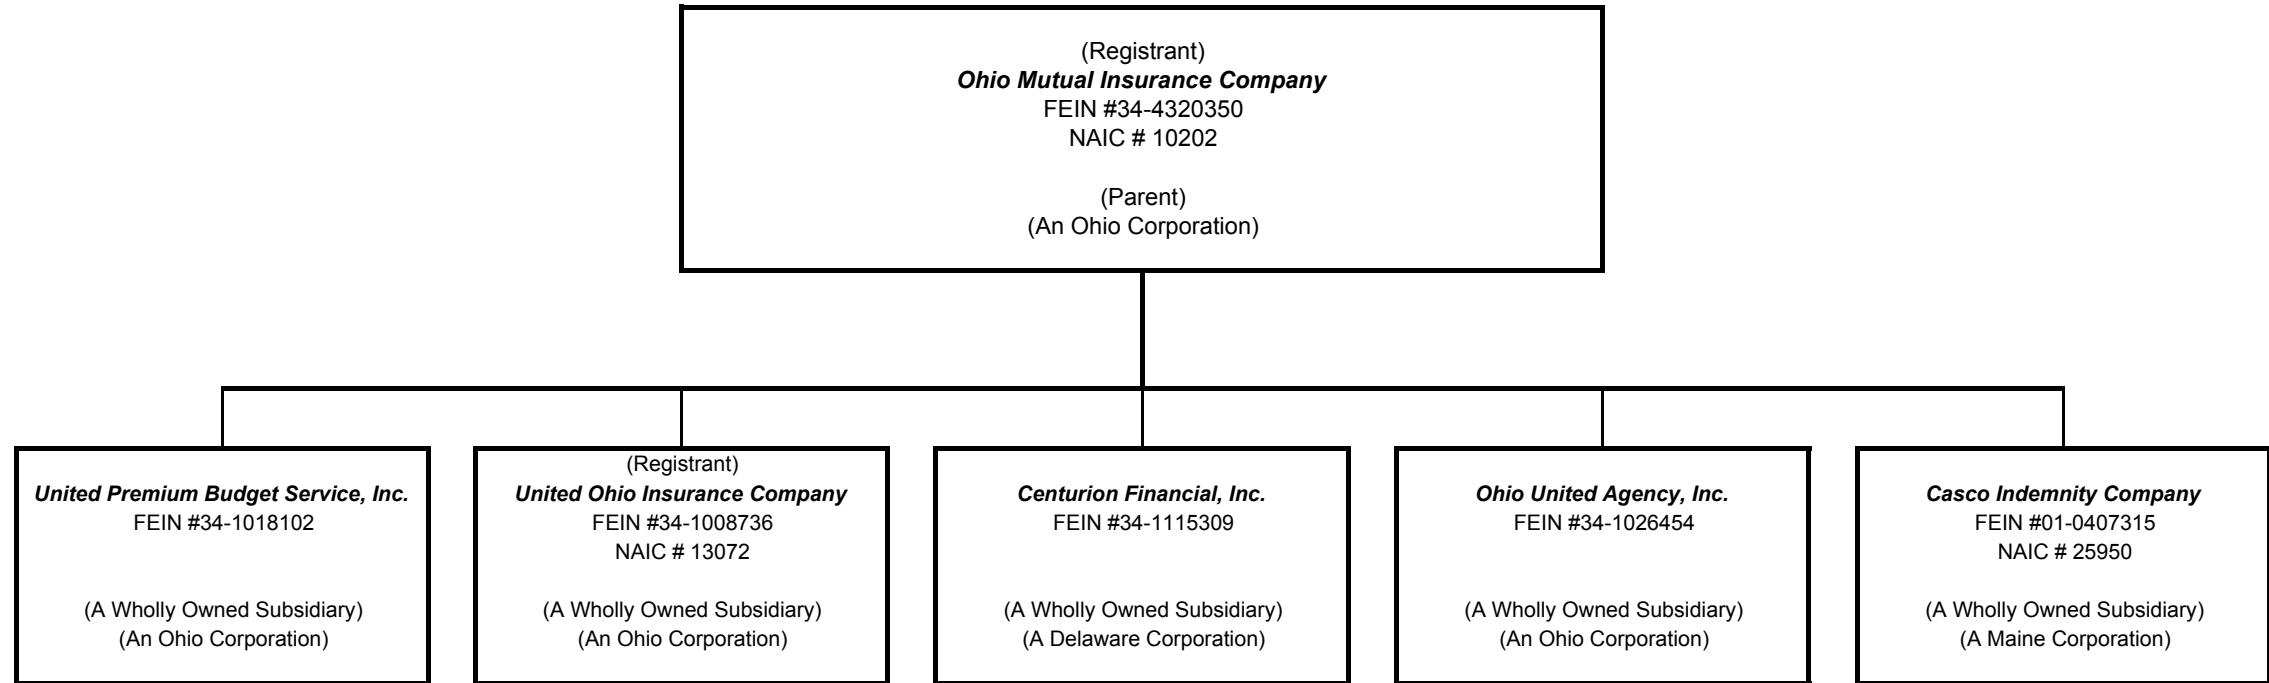 (Registrant)
Ohio Mutual Insurance Company
FEIN #34-4320350
NAIC # 10202
(Parent)
(An Ohio Corporation)
United Premium Budget Service, Inc.
FEIN #34-1018102
(A Wholly Owned Subsidiary)
(An Ohio Corporation)
(Registrant)
United Ohio Insurance Company
FEIN #34-1008736
NAIC # 13072
(A Wholly Owned Subsidiary)
(An Ohio Corporation)
Centurion Financial, Inc.
FEIN #34-1115309
(A Wholly Owned Subsidiary)
(A Delaware Corporation)
Ohio United Agency, Inc.
FEIN #34-1026454
(A Wholly Owned Subsidiary)
(An Ohio Corporation)
Casco Indemnity Company
FEIN #01-0407315
NAIC # 25950
(A Wholly Owned Subsidiary)
(A Maine Corporation)